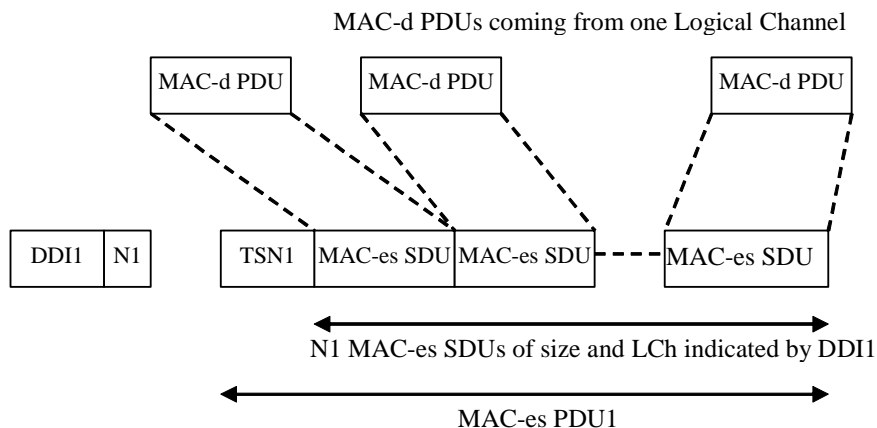 MAC-d PDUs coming from one Logical Channel
MAC-d PDU MAC-d PDU MAC-d PDU
DDI1 N1 TSN1 MAC-es SDU MAC-es SDU MAC-es SDU
N1 MAC-es SDUs of size and LCh indicated by DDI1
MAC-es PDU1